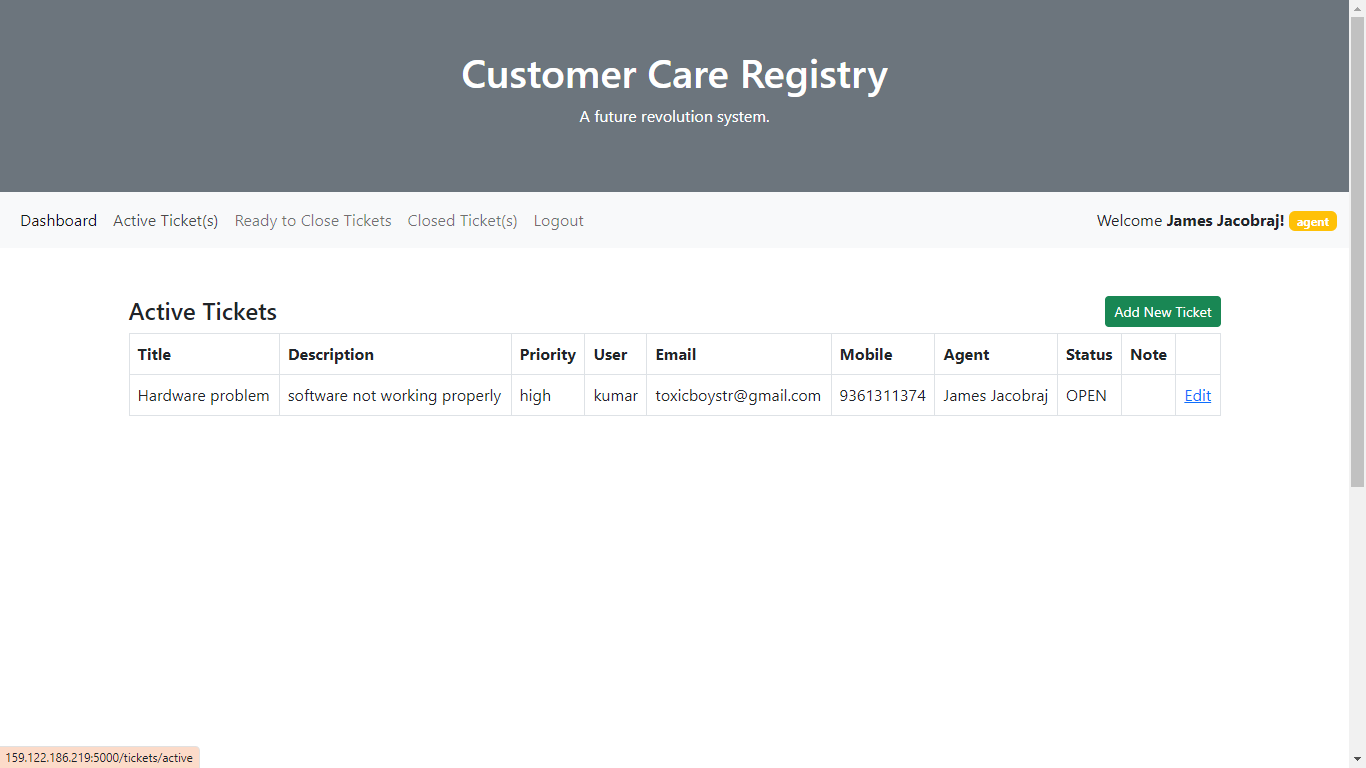 Customer Care Registry
A future revolution system.
Dashboard Active Ticket(s) Ready to Close Tickets Closed Ticket(s) Logout Welcome James Jacobraj! agent
Active Tickets Add New Ticket
Title Description Priority User Email Mobile Agent Status Note
Hardware problem software not working properly high kumar toxicboystr@gmail.com 9361311374 James Jacobraj OPEN Edit
159.122.186.219:5000/tickets/active